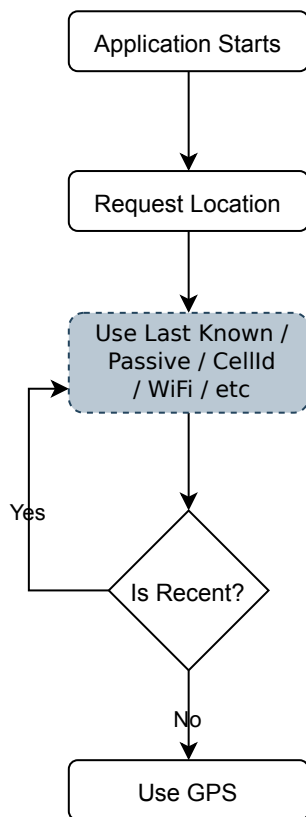 Application Starts
Request Location
Use Last Known /
Passive / CellId
/ WiFi / etc
Yes
Is Recent?
No
Use GPS